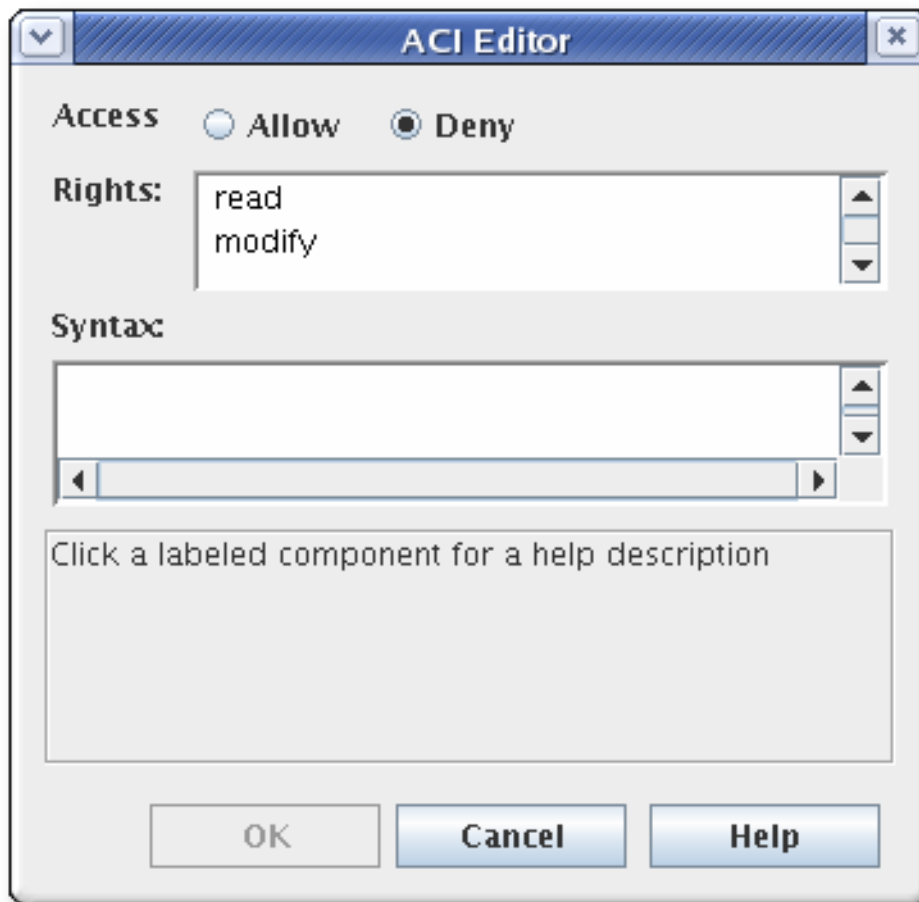 ACI Editor
Access Allow Deny
Rights: read
modify
Syntax:
Click a labeled component for a help description
OK Cancel Help